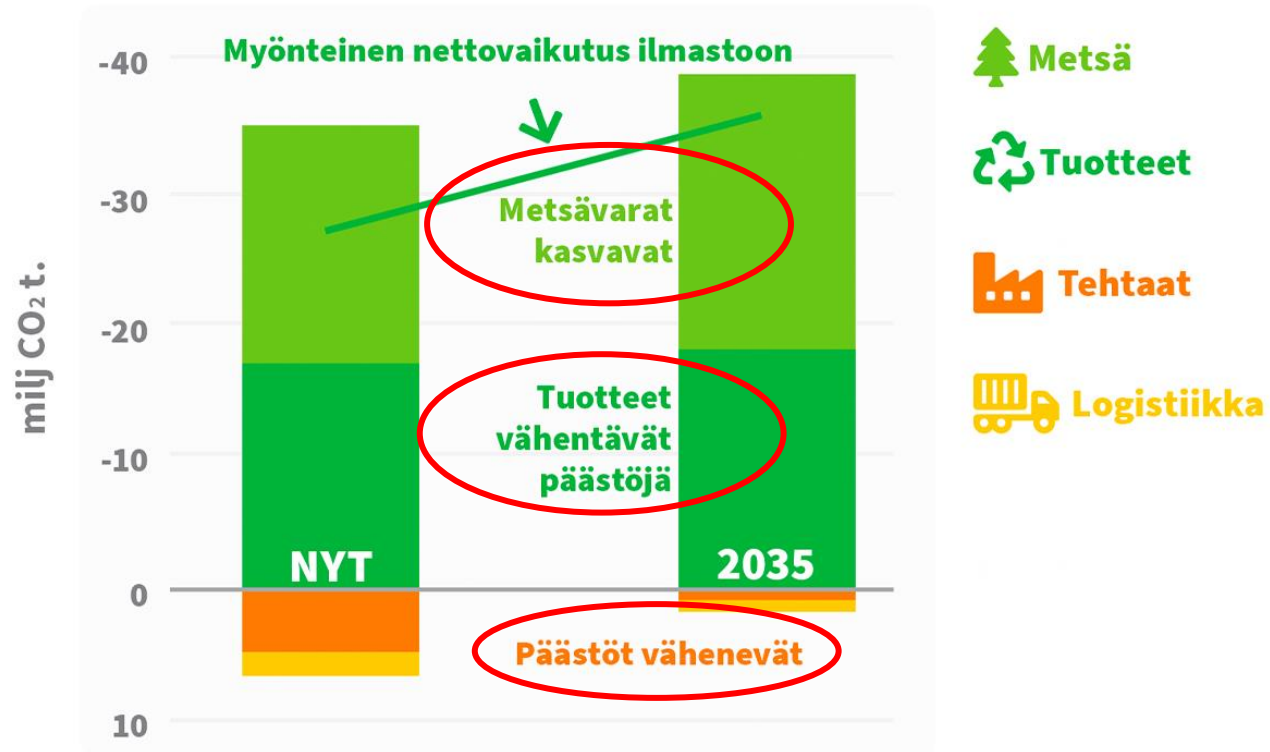 Myönteinen nettovaikutus ilmastoon
-40
-30
-20
-10
0
10
milj CO₂ t.
Metsävarat
kasvavat
Tuotteet
vähentävät
päästöjä
NYT
2035
Päästöt vähenevät
Metsä
Tuotteet
Tehtaat
Logistiikka